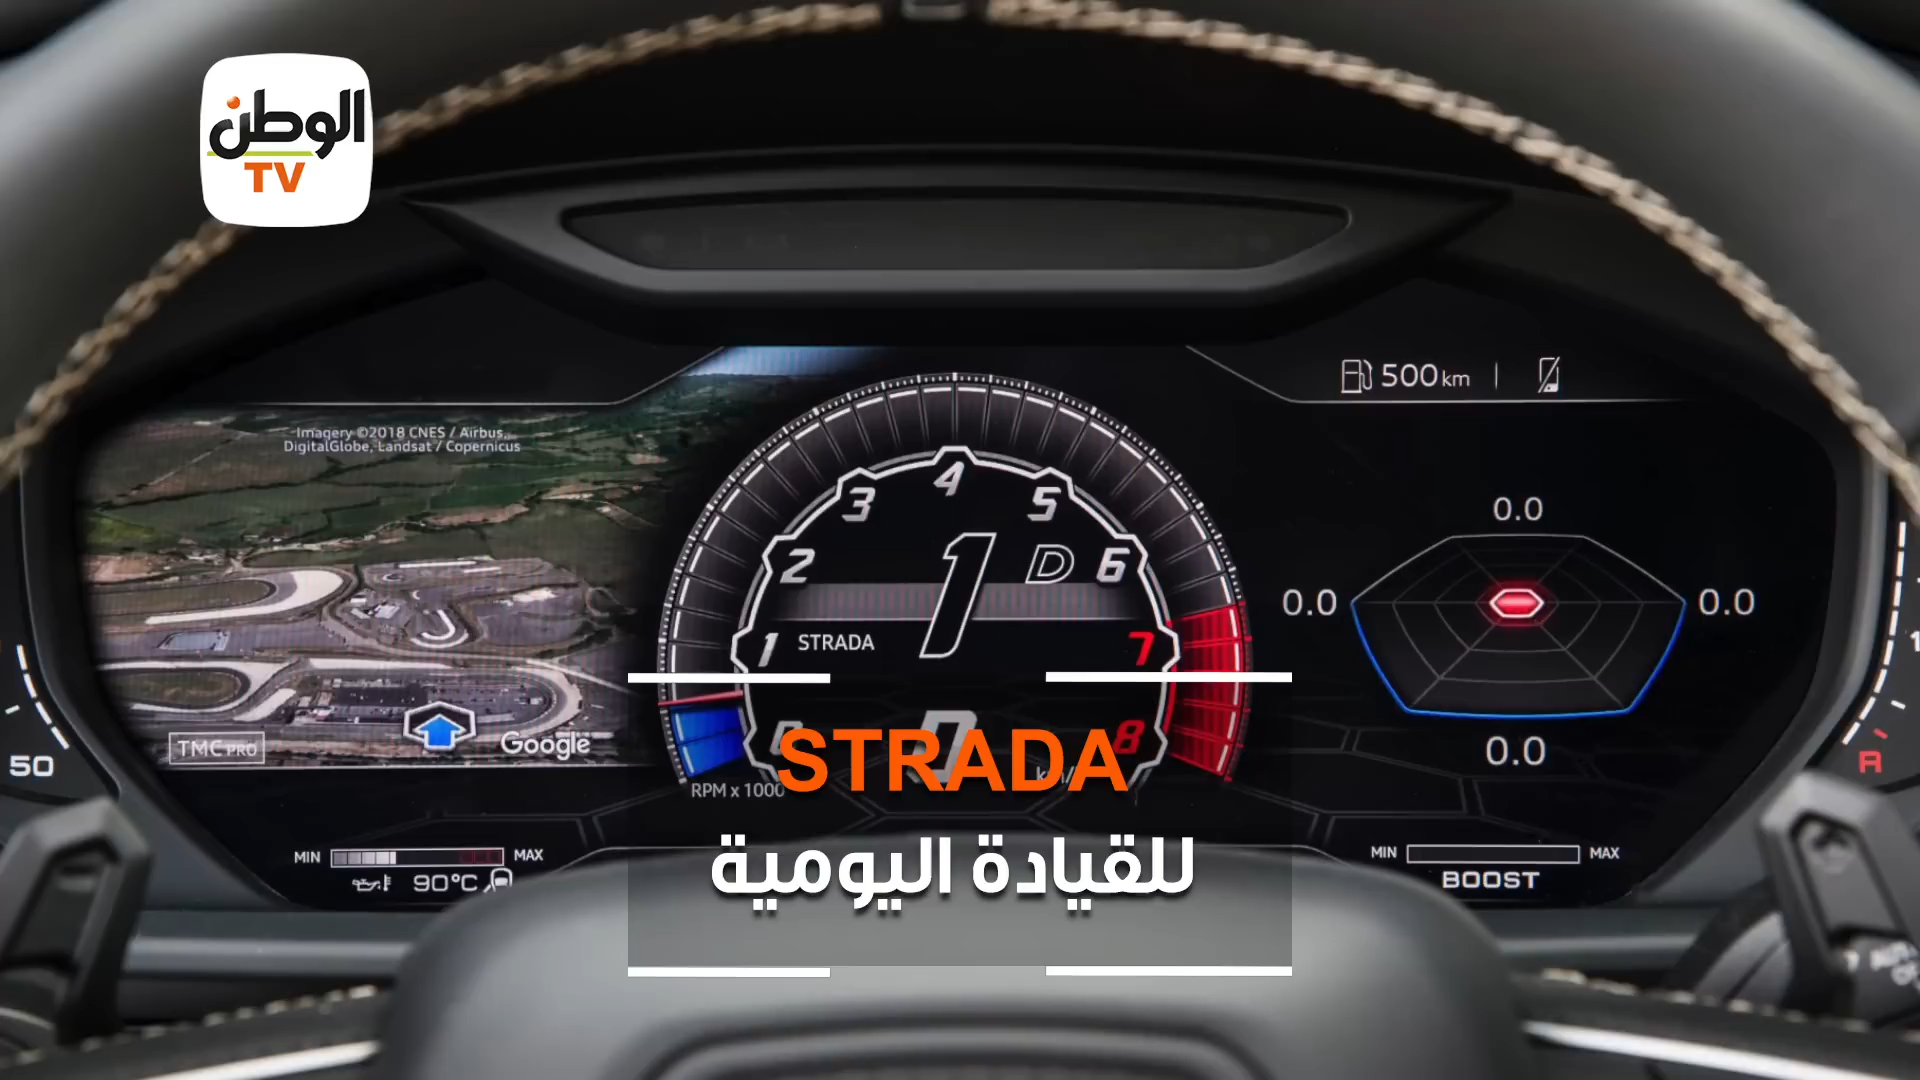 الوطن
TV
500 km
Imagery ©2018 CNES / Airbus,
DigitalGlobe, Landsat / Copernicus
4
3
5
2
1
D
6
1
STRADA
7
0.0
0.0
0.0
0.0
TMC PRO
Google
50
8
A
STRADA
RPM x 1000
للقيادة اليومية
MIN
MAX
90°C
MIN
MAX
BOOST